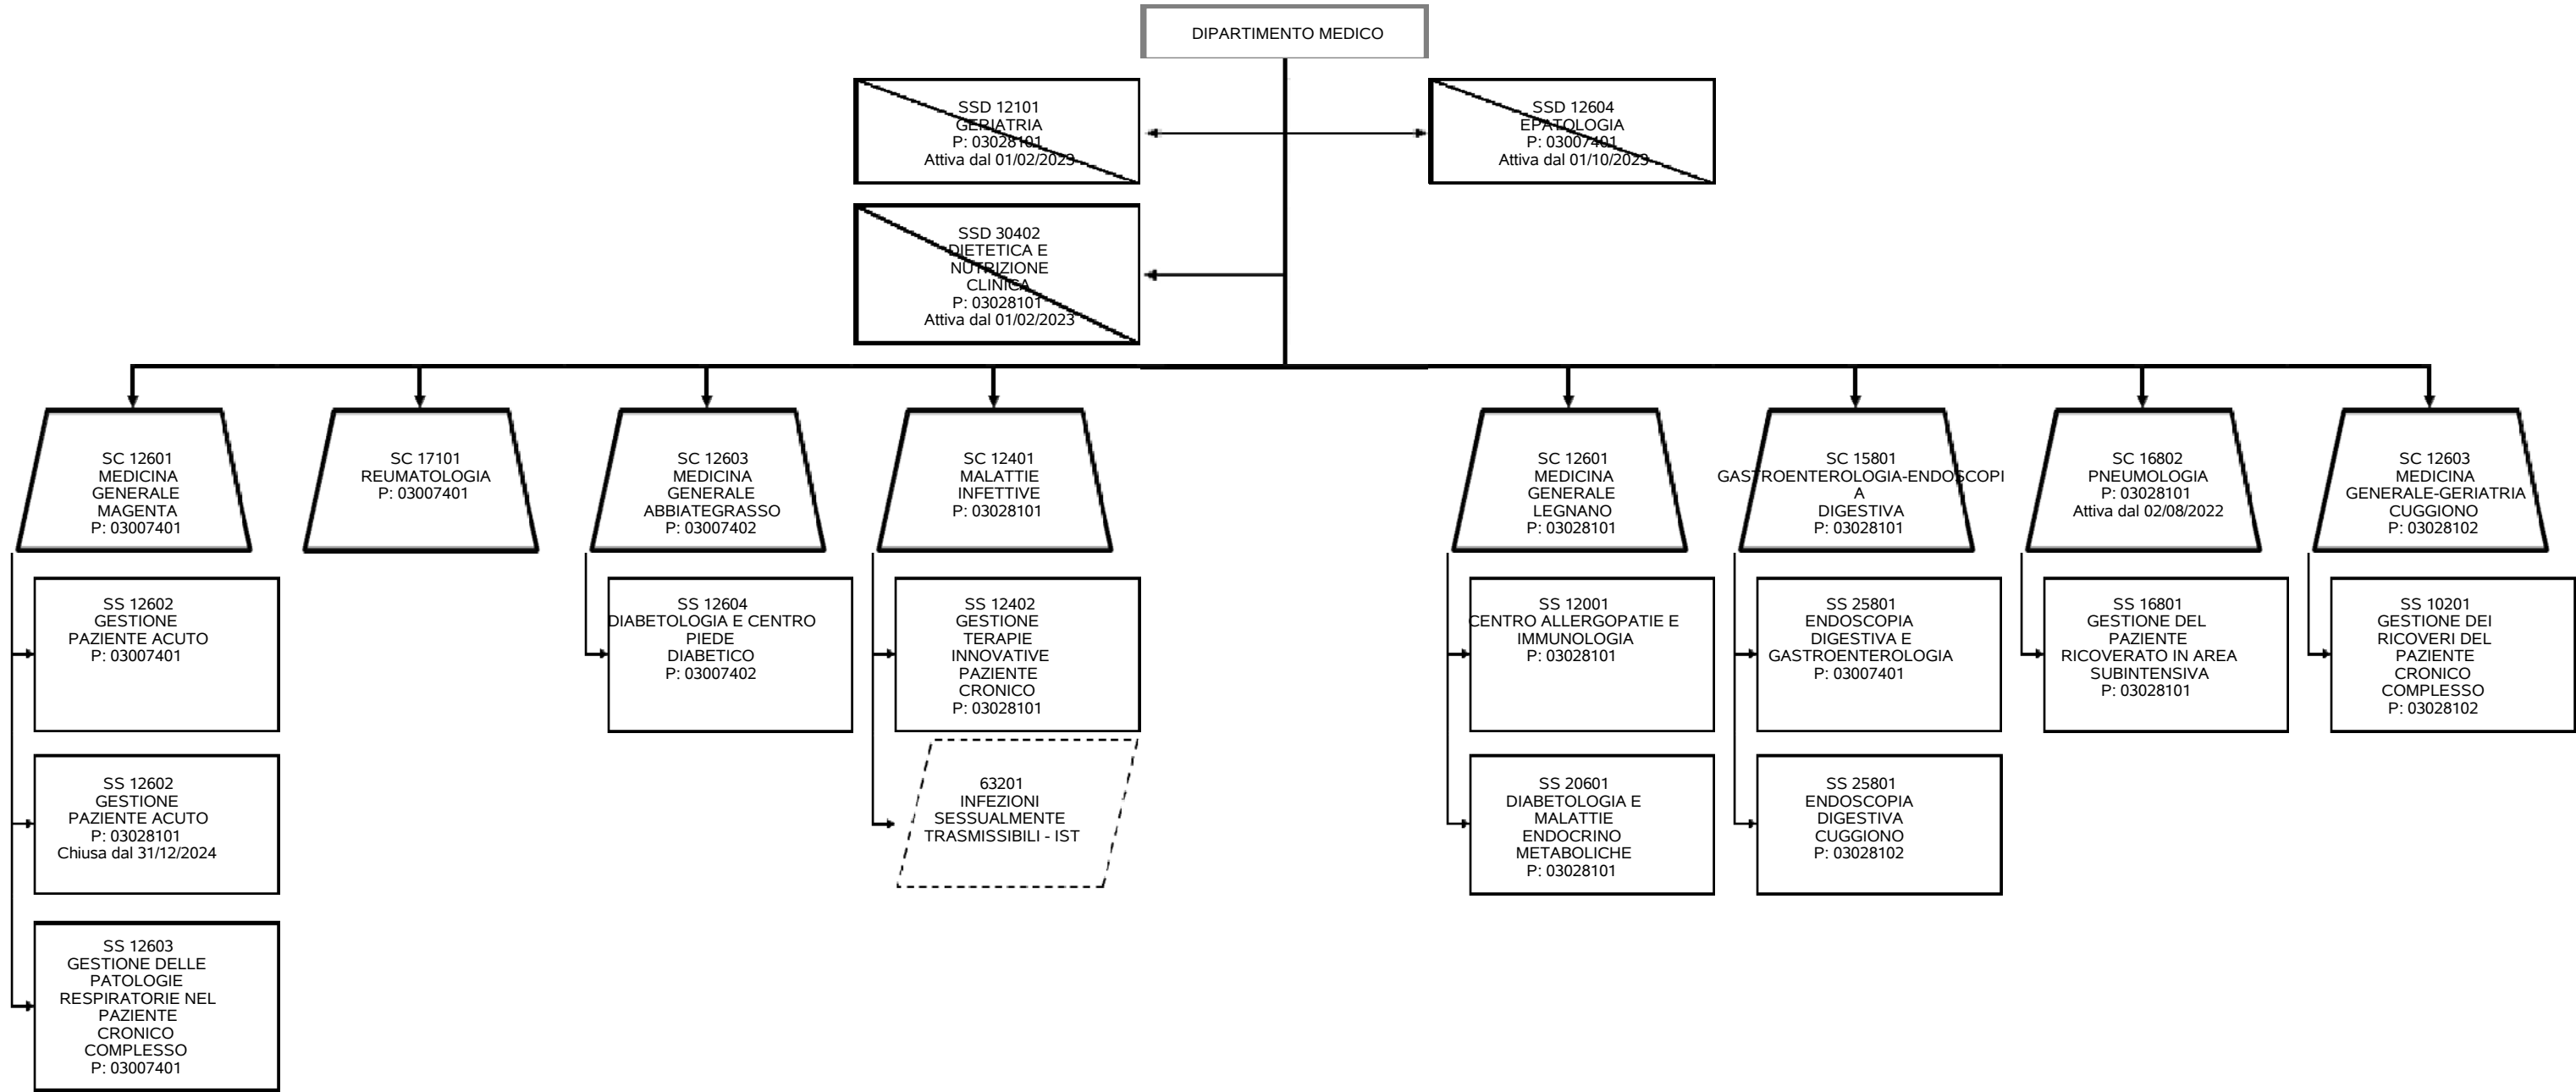 DIPARTIMENTO MEDICO
SSD 12101
GERIATRIA
P: 03028101
Attiva dal 01/02/2023
SSD 12604
EPATOLOGIA
P: 03007401
Attiva dal 01/10/2023
SSD 30402
DIETETICA E
NUTRIZIONE
CLINICA
P: 03028101
Attiva dal 01/02/2023
SC 12601
MEDICINA
GENERALE
MAGENTA
P: 03007401
SC 17101
REUMATOLOGIA
P: 03007401
SC 12603
MEDICINA
GENERALE
ABBIATEGRASSO
P: 03007402
SC 12401
MALATTIE
INFETTIVE
P: 03028101
SC 12601
MEDICINA
GENERALE
LEGNANO
P: 03028101
SC 15801
GASTROENTEROLOGIA-ENDOSCOPI
A
DIGESTIVA
P: 03028101
SC 16802
PNEUMOLOGIA
P: 03028101
Attiva dal 02/08/2022
SC 12603
MEDICINA
GENERALE-GERIATRIA
CUGGIONO
P: 03028102
SS 12602
GESTIONE
PAZIENTE ACUTO
P: 03007401
SS 12604
DIABETOLOGIA E CENTRO
PIEDE
DIABETICO
P: 03007402
SS 12402
GESTIONE
TERAPIE
INNOVATIVE
PAZIENTE
CRONICO
P: 03028101
SS 12001
CENTRO ALLERGOPATIE E
IMMUNOLOGIA
P: 03028101
SS 25801
ENDOSCOPIA
DIGESTIVA E
GASTROENTEROLOGIA
P: 03007401
SS 16801
GESTIONE DEL
PAZIENTE
RICOVERATO IN AREA
SUBINTENSIVA
P: 03028101
SS 10201
GESTIONE DEI
RICOVERI DEL
PAZIENTE
CRONICO
COMPLESSO
P: 03028102
SS 12602
GESTIONE
PAZIENTE ACUTO
P: 03028101
Chiusa dal 31/12/2024
63201
INFEZIONI
SESSUALMENTE
TRASMISSIBILI - IST
SS 20601
DIABETOLOGIA E
MALATTIE
ENDOCRINO
METABOLICHE
P: 03028101
SS 25801
ENDOSCOPIA
DIGESTIVA
CUGGIONO
P: 03028102
SS 12603
GESTIONE DELLE
PATOLOGIE
RESPIRATORIE NEL
PAZIENTE
CRONICO
COMPLESSO
P: 03007401